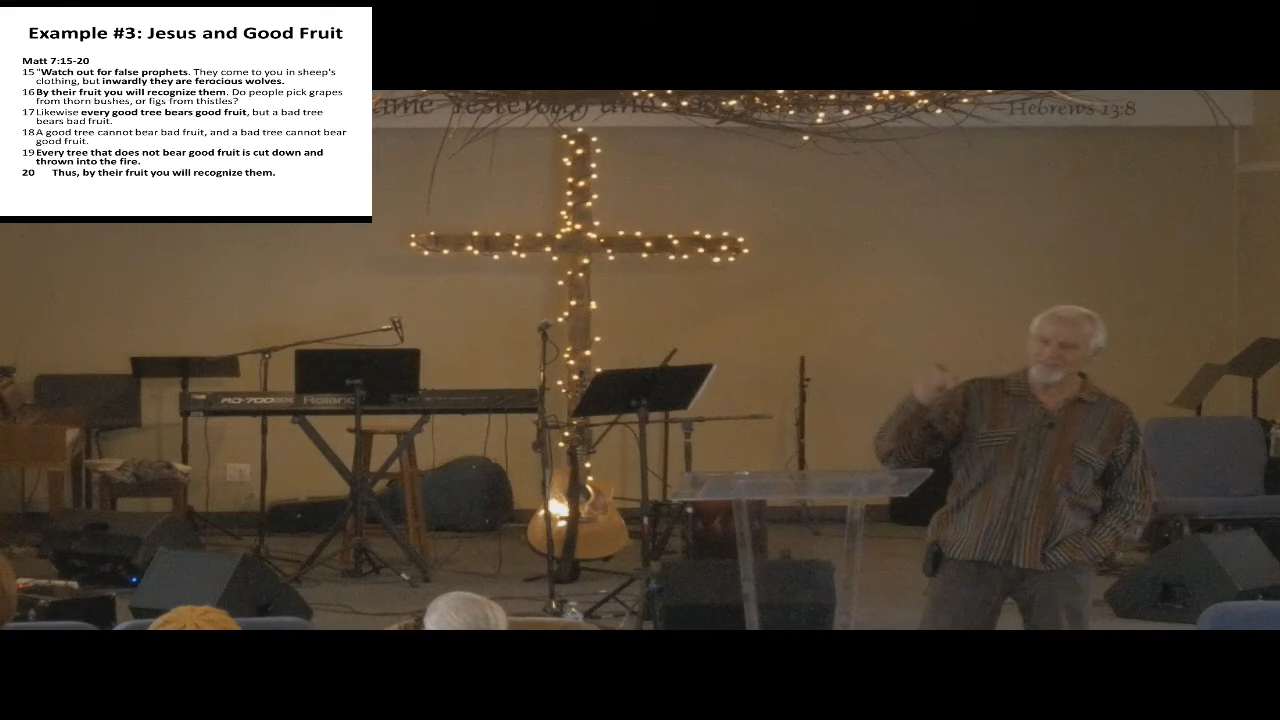 Example #3: Jesus and Good Fruit
Matt 7:15-20
15 "Watch out for false prophets. They come to you in sheep's
clothing, but inwardly they are ferocious wolves.
16 By their fruit you will recognize them. Do people pick grapes
from thorn bushes, or figs from thistles?
17 Likewise every good tree bears good fruit, but a bad tree
bears bad fruit.
18 A good tree cannot bear bad fruit, and a bad tree cannot bear
good fruit.
19 Every tree that does not bear good fruit is cut down and
thrown into the fire.
20 Thus, by their fruit you will recognize them.
Yesterday and Hebrews 13:8
RD-700SX Roland